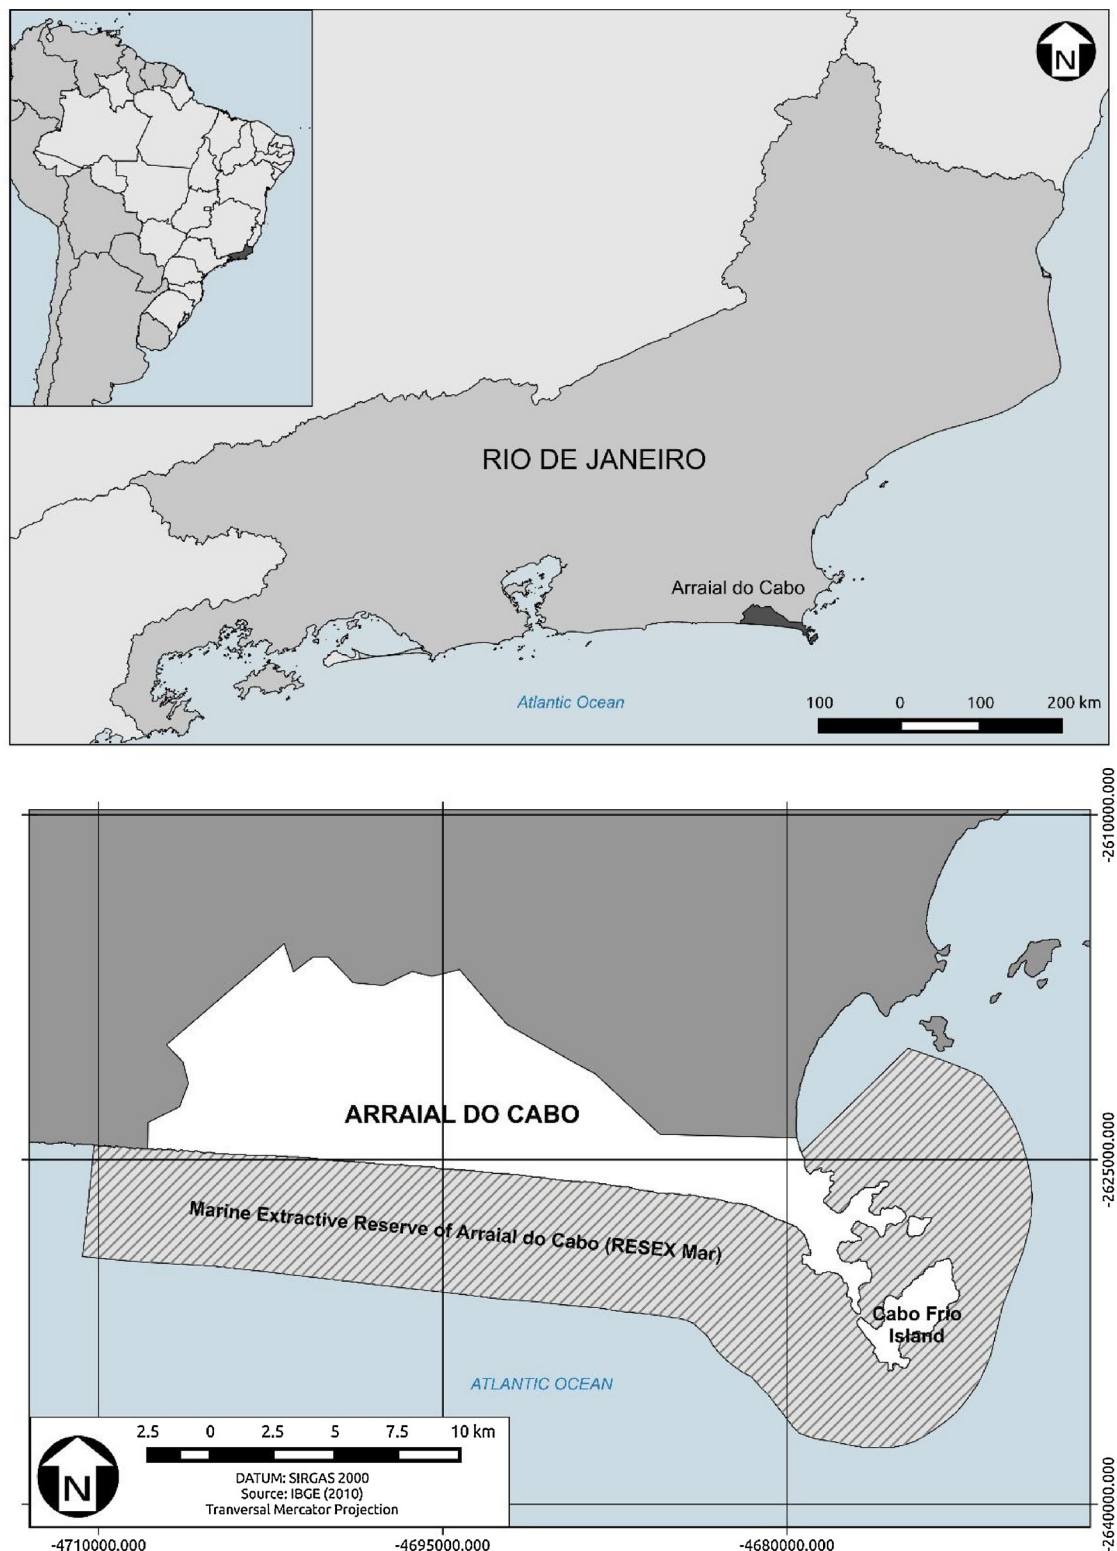 N
RIO DE JANEIRO
Arraial do Cabo
Atlantic Ocean
100 0 100 200 km
-2610000.000
ARRAIAL DO CABO
-2625000.000
Marine Extractive Reserve of Arraial do Cabo (RESEX Mar)
Cabo Frio
Island
ATLANTIC OCEAN
2.5 0 2.5 5 7.5 10 km
N
DATUM: SIRGAS 2000
Source: IBGE (2010)
Tranversal Mercator Projection
-2640000.000
-4710000.000 -4695000.000 -4680000.000